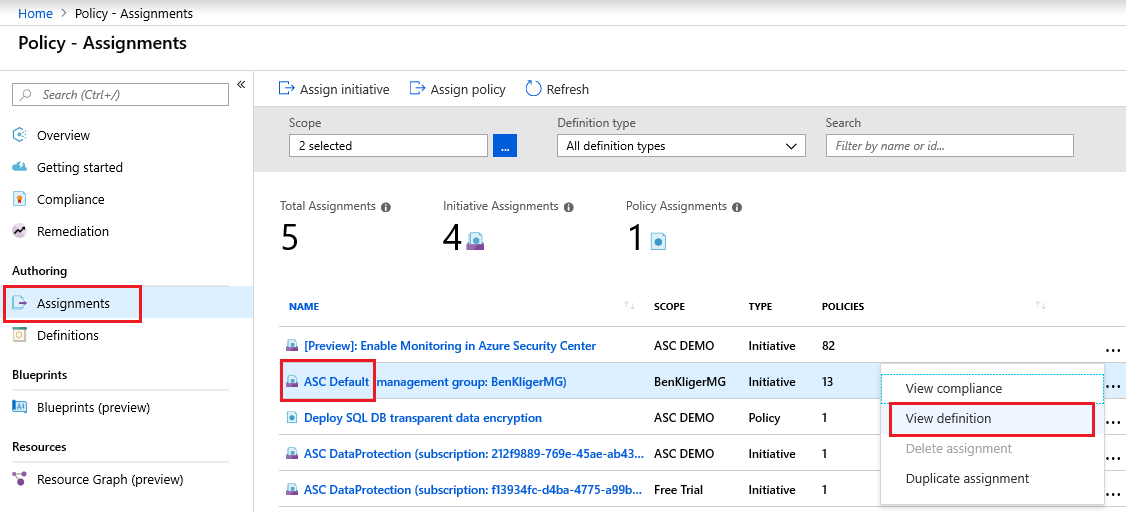 Home > Policy - Assignments
Policy - Assignments
Search (Ctrl+/)
«
Overview
Getting started
Compliance
Remediation
Authoring
Assignments
Definitions
Blueprints
Blueprints (preview)
Resources
Resource Graph (preview)
Assign initiative Assign policy Refresh
Scope Definition type Search
2 selected ... All definition types Filter by name or id...
Total Assignments Initiative Assignments Policy Assignments
5 4 1
NAME SCOPE TYPE POLICIES
[Preview]: Enable Monitoring in Azure Security Center ASC DEMO Initiative 82 ...
ASC Default (management group: BenKligerMG) BenKligerMG Initiative 13 ...
Deploy SQL DB transparent data encryption ASC DEMO Policy 1 ...
ASC DataProtection (subscription: 212f9889-769e-45ae-ab43... ASC DEMO Initiative 1 ...
ASC DataProtection (subscription: f13934fc-d4ba-4775-a99b... Free Trial Initiative 1 ...
View compliance
View definition
Delete assignment
Duplicate assignment